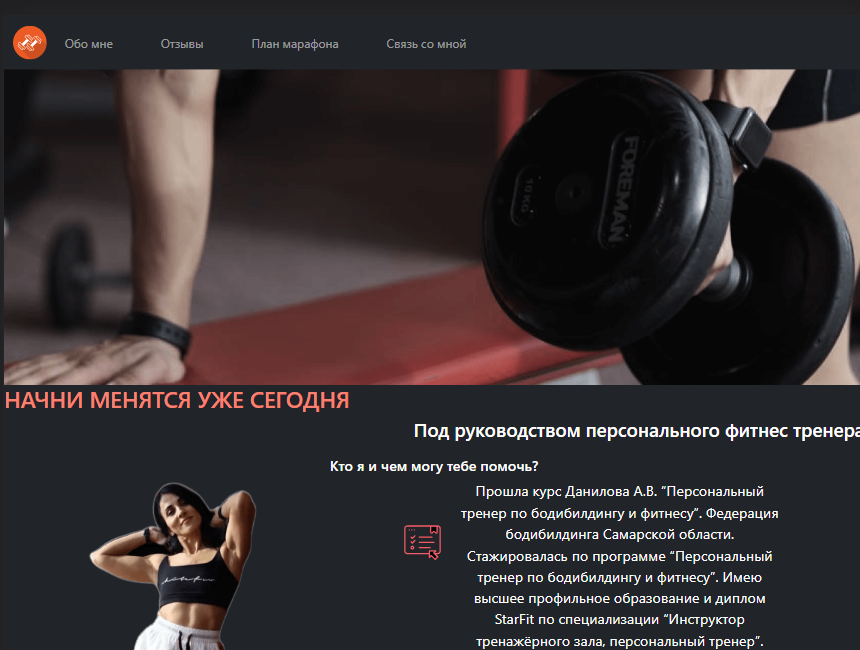 Обо мне
Отзывы
План марафона
Связь со мной
FOREMAN
10 KG
НАЧНИ МЕНЯТСЯ УЖЕ СЕГОДНЯ
Под руководством персонального фитнес тренера
Кто я и чем могу тебе помочь?
Прошла курс Данилова А.В. “Персональный
тренер по бодибилдингу и фитнесу”. Федерация
бодибилдинга Самарской области.
Стажировалась по программе “Персональный
тренер по бодибилдингу и фитнесу”. Имею
высшее профильное образование и диплом
StarFit по специализации “Инструктор
тренажёрного зала, персональный тренер”.